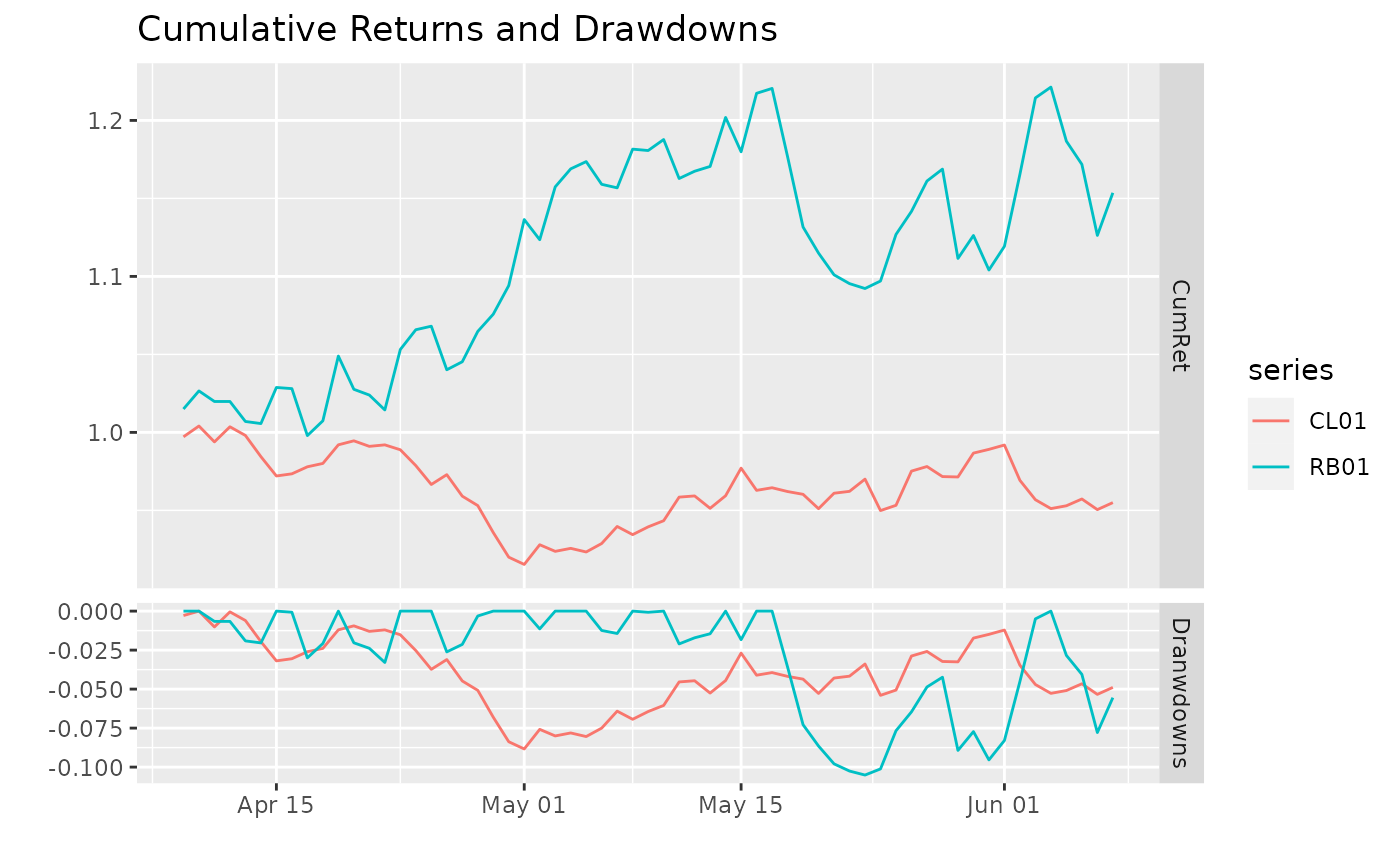 Cumulative Returns and Drawdowns
1.2
1.1
1.0
CumRet
0.000
-0.025
-0.050
-0.075
-0.100
Dranwdowns
Apr 15
May 01
May 15
Jun 01
series
CL01
RB01